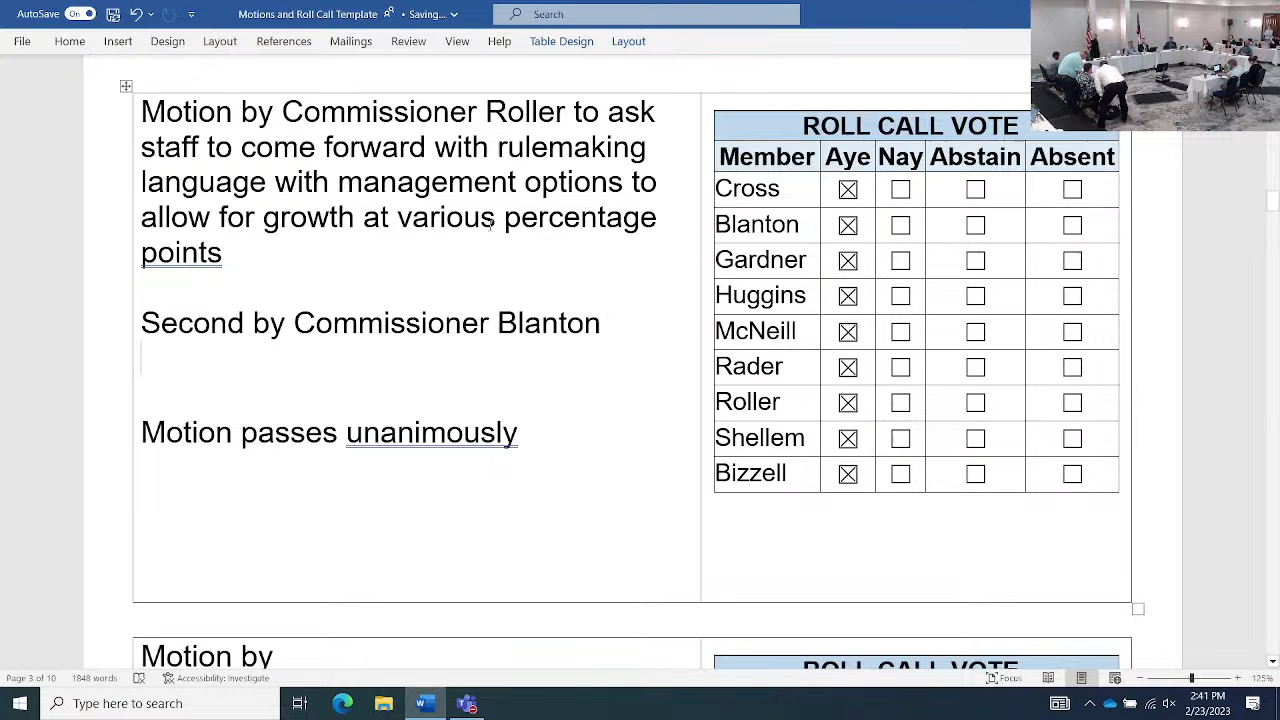 AutoSave On Motion and Roll Call Template - Saving... Search
File Home Insert Design Layout References Mailings Review View Help Table Design Layout
Motion by Commissioner Roller to ask
staff to come forward with rulemaking
language with management options to
allow for growth at various percentage
points
Second by Commissioner Blanton
Motion passes unanimously
ROLL CALL VOTE
Member Aye Nay Abstain Absent
Cross ☒ ☐ ☐ ☐
Blanton ☒ ☐ ☐ ☐
Gardner ☒ ☐ ☐ ☐
Huggins ☒ ☐ ☐ ☐
McNeill ☒ ☐ ☐ ☐
Rader ☒ ☐ ☐ ☐
Roller ☒ ☐ ☐ ☐
Shellem ☒ ☐ ☐ ☐
Bizzell ☒ ☐ ☐ ☐
Motion by
ROLL CALL VOTE
Page 3 of 10 1848 words Accessibility: Investigate Focus 125%
Type here to search
2:41 PM
2/23/2023